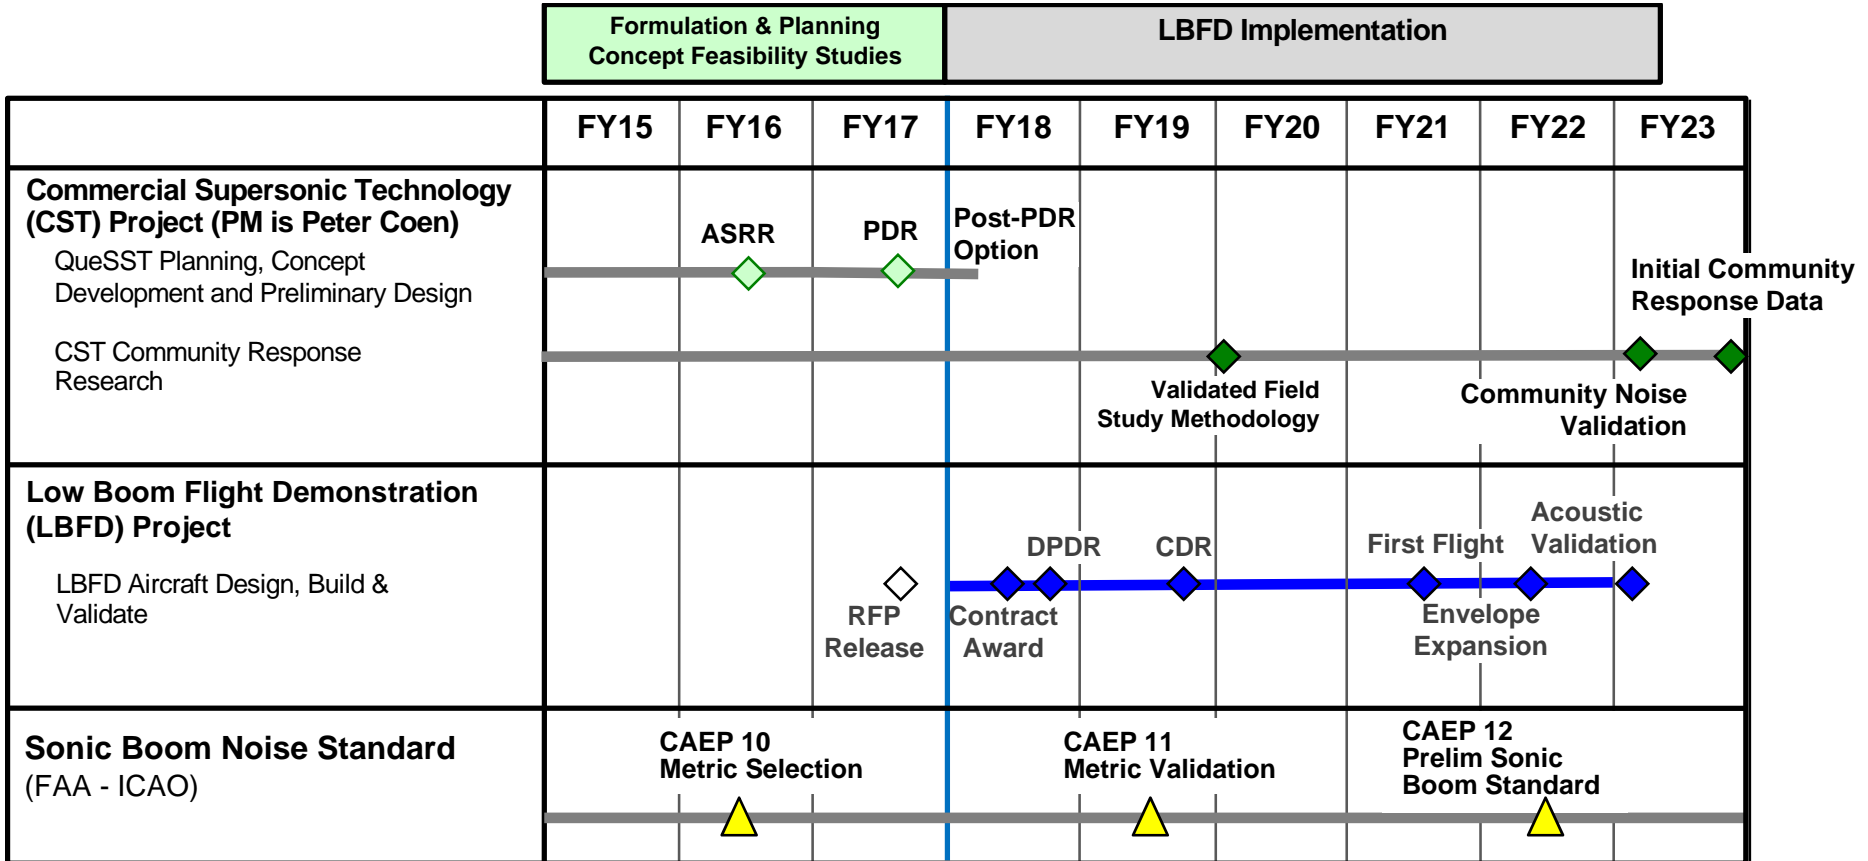 Formulation & Planning
Concept Feasibility Studies
LBFD Implementation
FY15 FY16 FY17 FY18 FY19 FY20 FY21 FY22 FY23
Commercial Supersonic Technology
(CST) Project (PM is Peter Coen)
QueSST Planning, Concept
Development and Preliminary Design
ASRR
PDR
Post-PDR
Option
Initial Community
Response Data
CST Community Response
Research
Validated Field
Study Methodology
Community Noise
Validation
Low Boom Flight Demonstration
(LBFD) Project
LBFD Aircraft Design, Build &
Validate
RFP
Release
Contract
Award
DPDR
CDR
First Flight
Envelope
Expansion
Acoustic
Validation
Sonic Boom Noise Standard
(FAA - ICAO)
CAEP 10
Metric Selection
CAEP 11
Metric Validation
CAEP 12
Prelim Sonic
Boom Standard